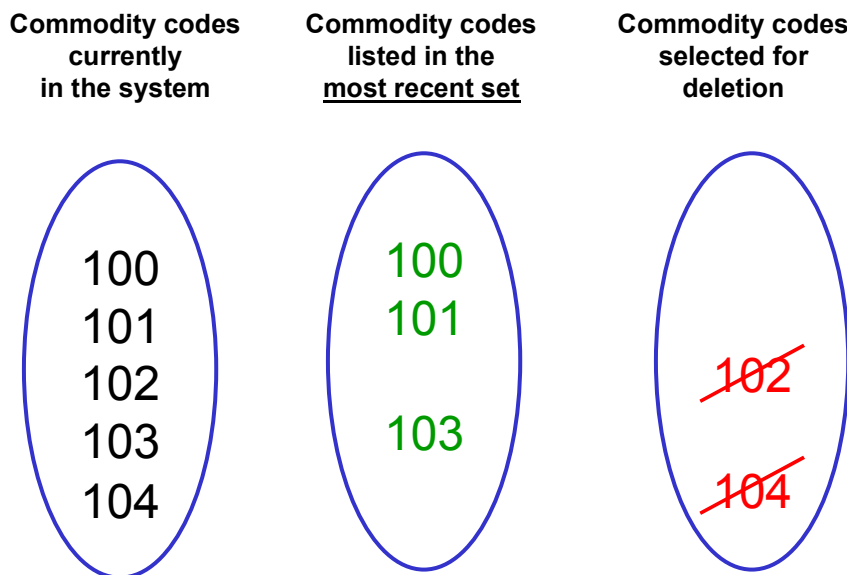 Commodity codes
currently
in the system
Commodity codes
listed in the
most recent set
Commodity codes
selected for
deletion
100
101
102
103
104
100
101
103
102
104